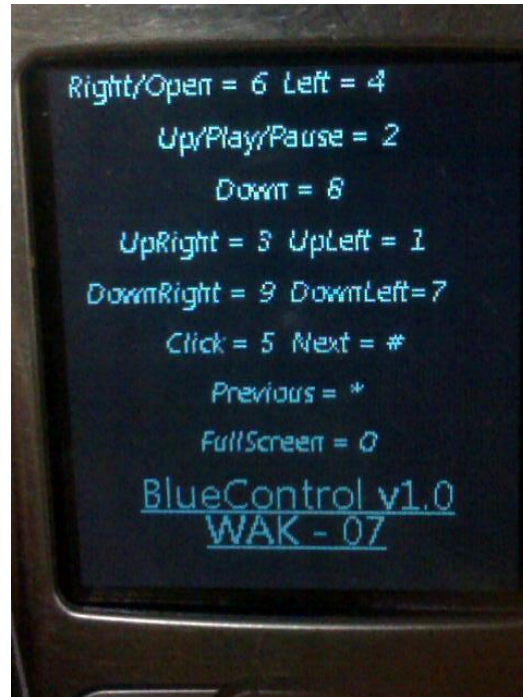 Right/Open = 6 Left = 4
Up/Play/Pause = 2
Down = 8
UpRight = 3 UpLeft = 1
DownRight = 9 DownLeft=7
Click = 5 Next = #
Previous = *
FullScreen = 0
BlueControl v1.0
WAK - 07